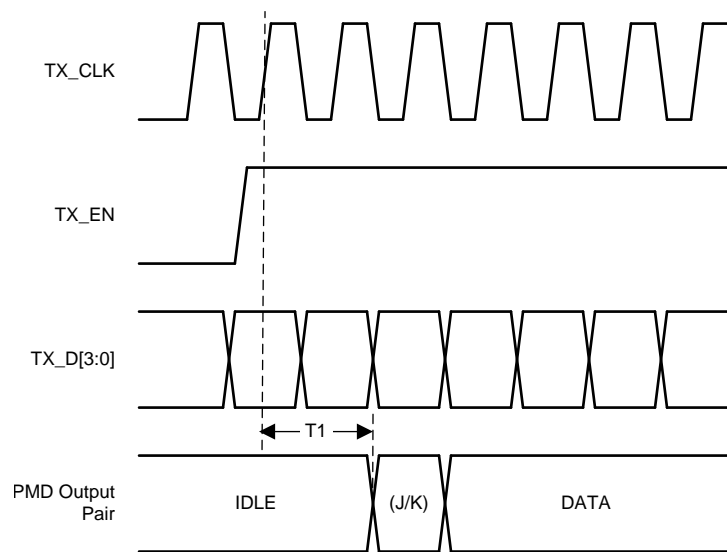 TX_CLK
TX_EN
TX_D[3:0]
T1
PMD Output
Pair
IDLE
(J/K)
DATA